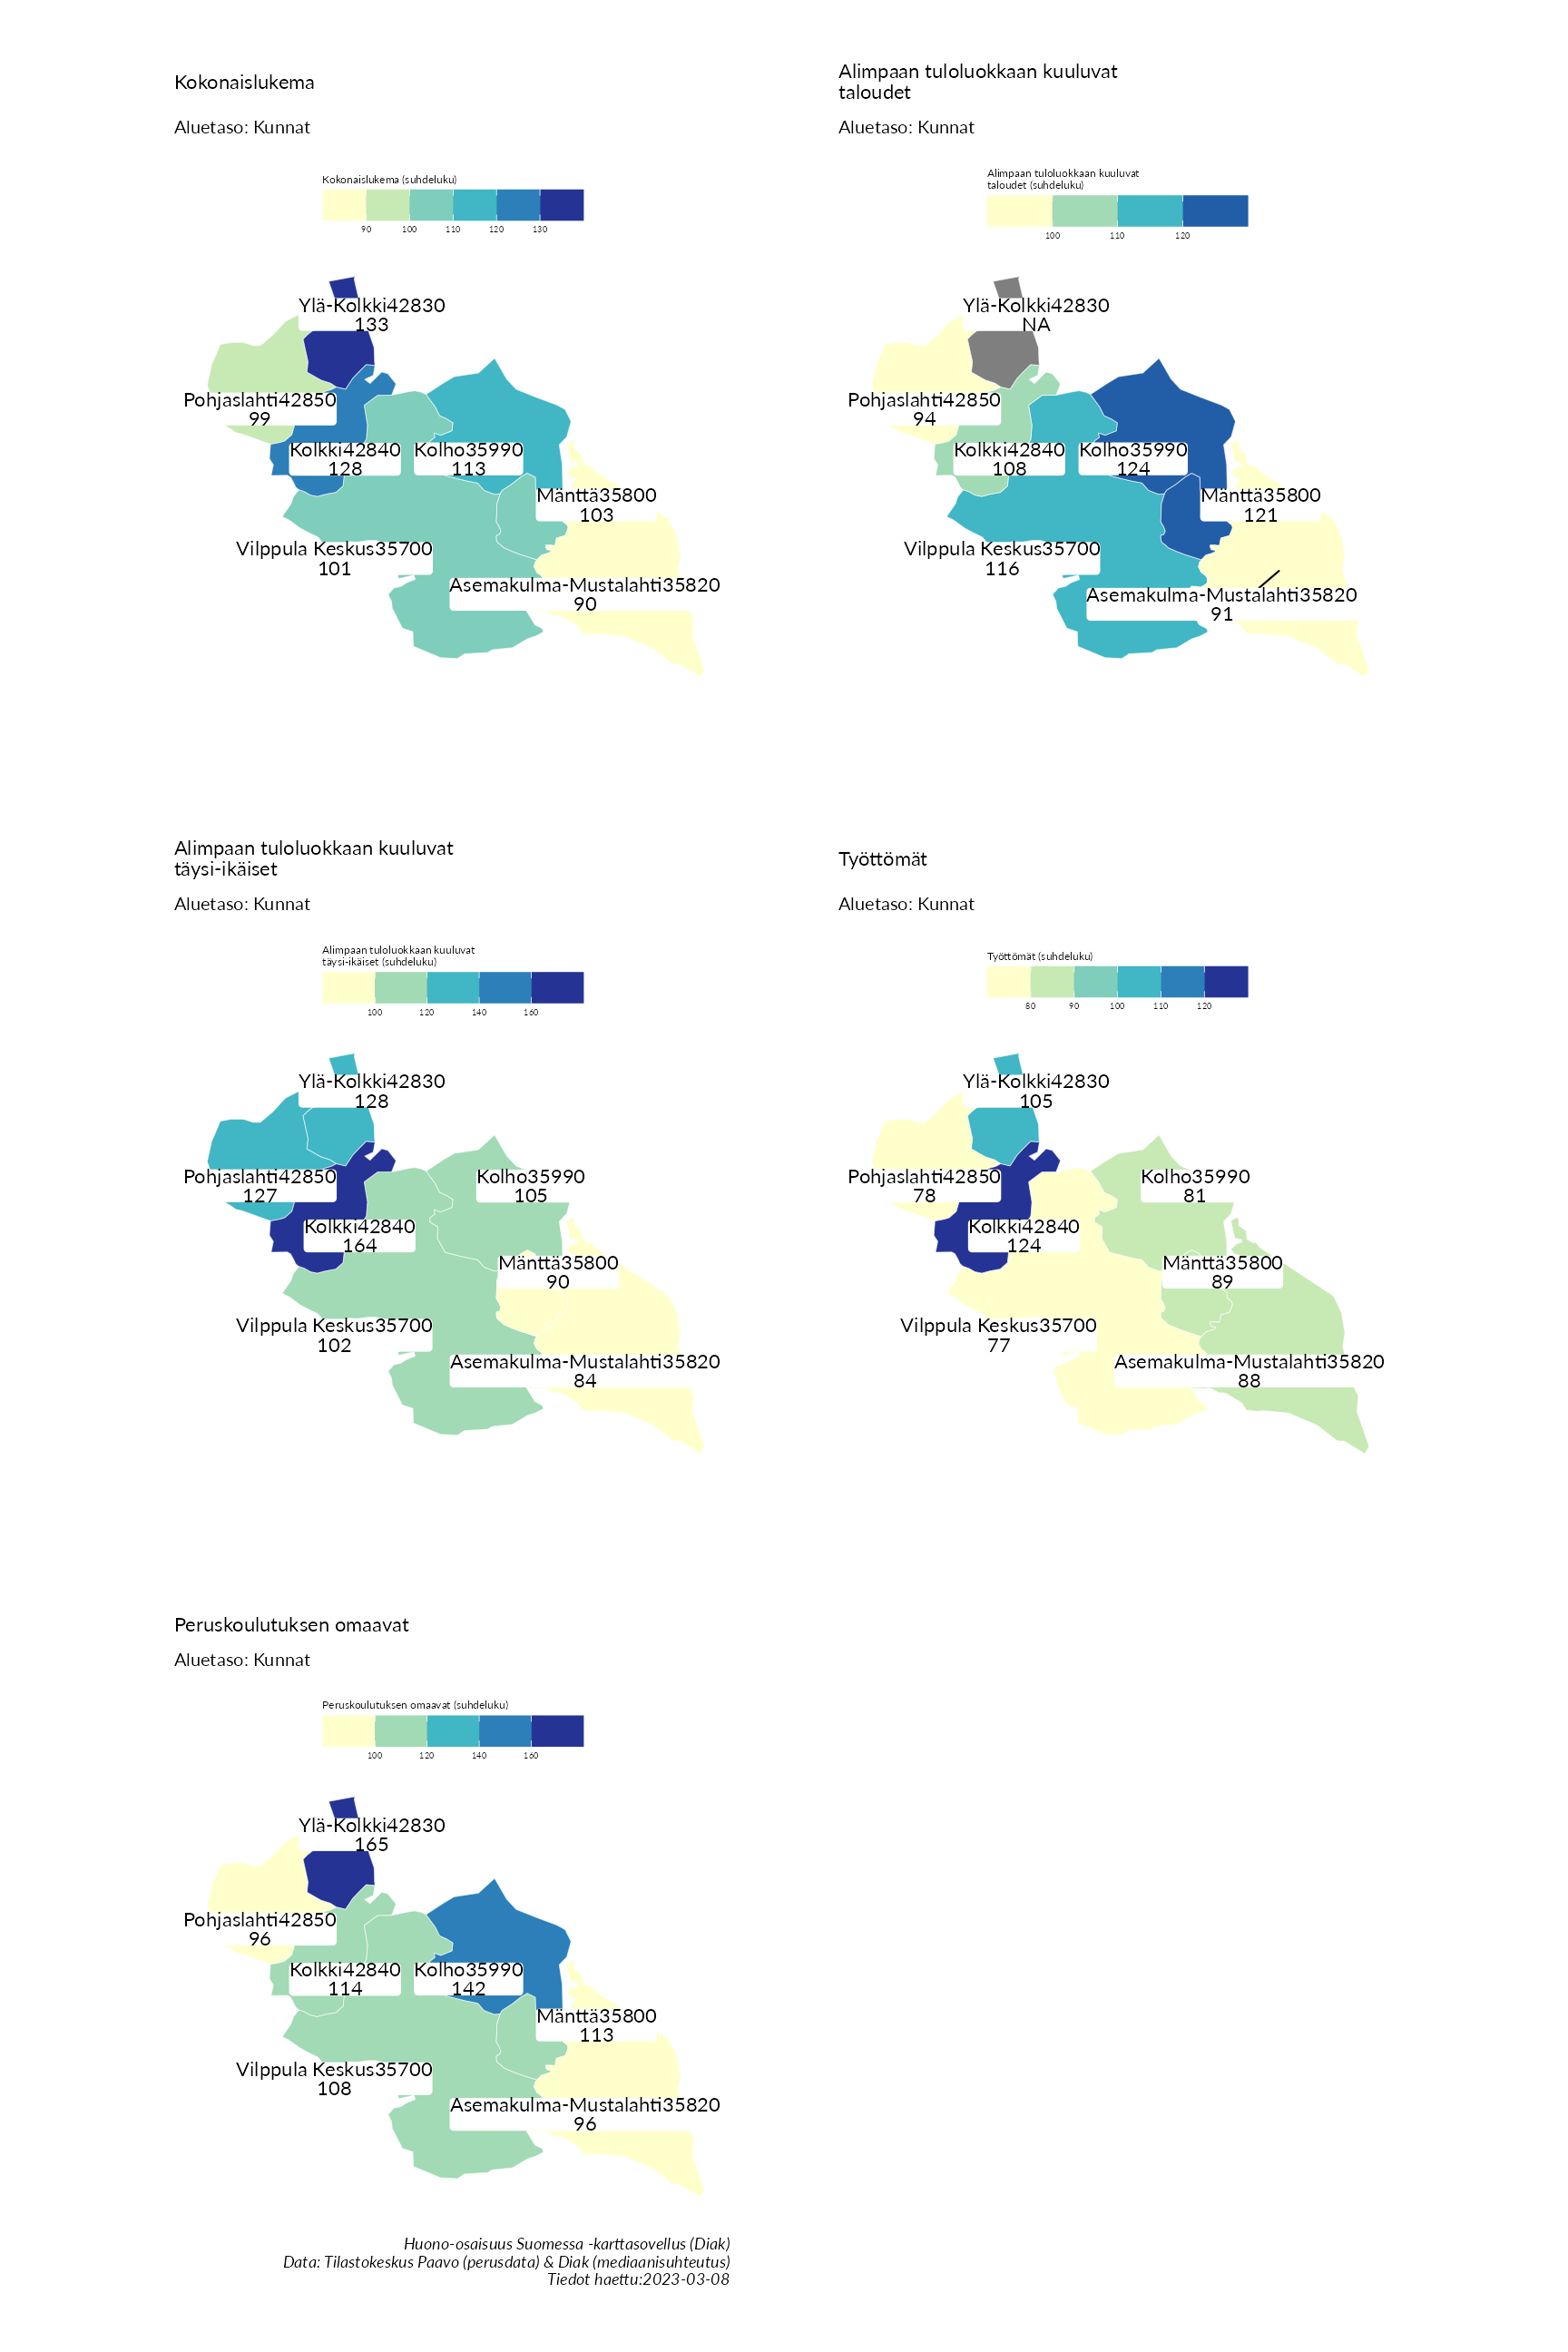 Kokonaislukema
Aluetaso: Kunnat
Kokonaislukema (suhdeluku)
90 100 110 120 130
Ylä-Kolkki42830
133
Pohjaslahti42850
99
Kolkki42840
128
Kolho35990
113
Mänttä35800
103
Vilppula Keskus35700
101
Asemakulma-Mustalahti35820
90
Alimpaan tuloluokkaan kuuluvat
taloudet
Aluetaso: Kunnat
Alimpaan tuloluokkaan kuuluvat
taloudet (suhdeluku)
100 110 120
Ylä-Kolkki42830
NA
Pohjaslahti42850
94
Kolkki42840
108
Kolho35990
124
Mänttä35800
121
Vilppula Keskus35700
116
Asemakulma-Mustalahti35820
91
Alimpaan tuloluokkaan kuuluvat
täysi-ikäiset
Aluetaso: Kunnat
Alimpaan tuloluokkaan kuuluvat
täysi-ikäiset (suhdeluku)
100 120 140 160
Ylä-Kolkki42830
128
Pohjaslahti42850
127
Kolho35990
105
Kolkki42840
164
Mänttä35800
90
Vilppula Keskus35700
102
Asemakulma-Mustalahti35820
84
Työttömät
Aluetaso: Kunnat
Työttömät (suhdeluku)
80 90 100 110 120
Ylä-Kolkki42830
105
Pohjaslahti42850
78
Kolho35990
81
Kolkki42840
124
Mänttä35800
89
Vilppula Keskus35700
77
Asemakulma-Mustalahti35820
88
Peruskoulutuksen omaavat
Aluetaso: Kunnat
Peruskoulutuksen omaavat (suhdeluku)
100 120 140 160
Ylä-Kolkki42830
165
Pohjaslahti42850
96
Kolkki42840
114
Kolho35990
142
Mänttä35800
113
Vilppula Keskus35700
108
Asemakulma-Mustalahti35820
96
Huono-osaisuus Suomessa -karttasovellus (Diak)
Data: Tilastokeskus Paavo (perusdata) & Diak (mediaanisuhteutus)
Tiedot haettu:2023-03-08